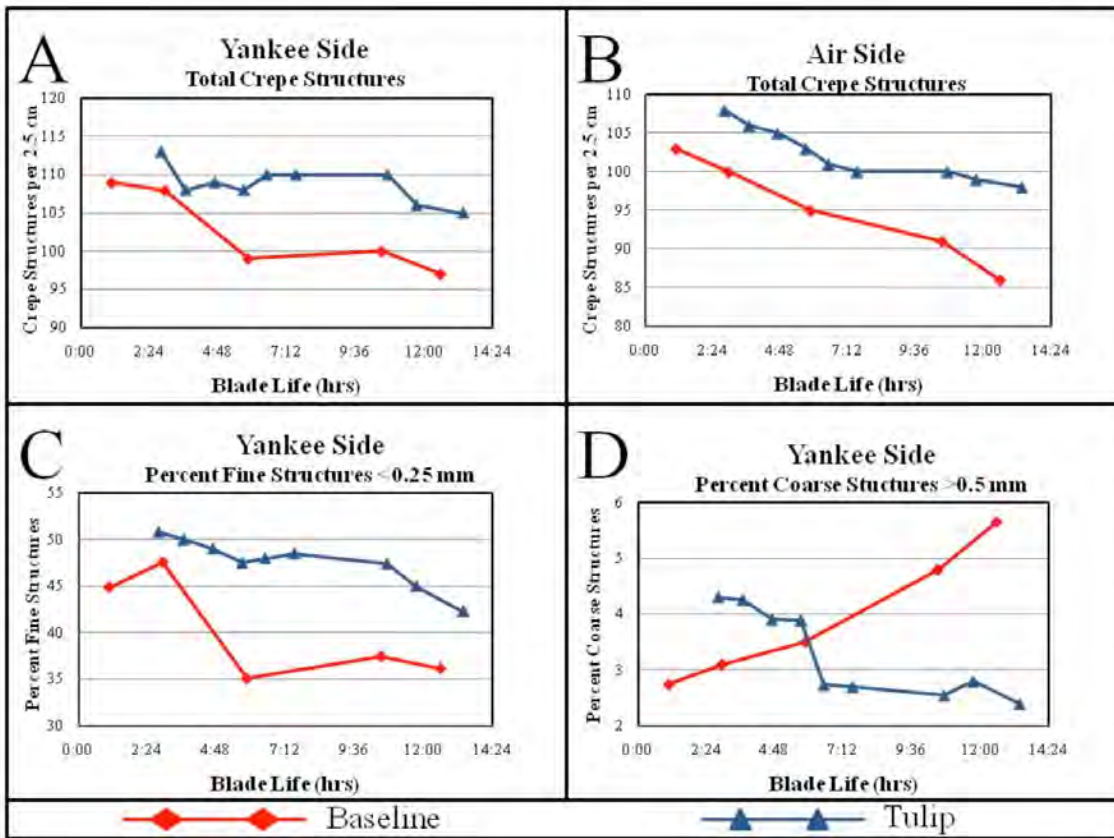 A
Yankee Side
Total Crepe Structures
Crepe Structures per 2.5 cm
120
115
110
105
100
95
90
0:00 2:24 4:48 7:12 9:36 12:00 14:24
Blade Life (hrs)
B
Air Side
Total Crepe Structures
Crepe Structures per 2.5 cm
110
105
100
95
90
85
80
0:00 2:24 4:48 7:12 9:36 12:00 14:24
Blade Life (hrs)
C
Yankee Side
Percent Fine Structures <0.25 mm
Percent Fine Structures
55
50
45
40
35
30
0:00 2:24 4:48 7:12 9:36 12:00 14:24
Blade Life (hrs)
D
Yankee Side
Percent Coarse Stuctures >0.5 mm
Percent Coarse Structures
6
5
4
3
2
0:00 2:24 4:48 7:12 9:36 12:00 14:24
Blade Life (hrs)
Baseline
Tulip